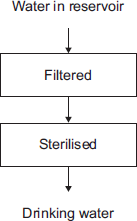 Water in reservoir
Filtered
Sterilised
Drinking water